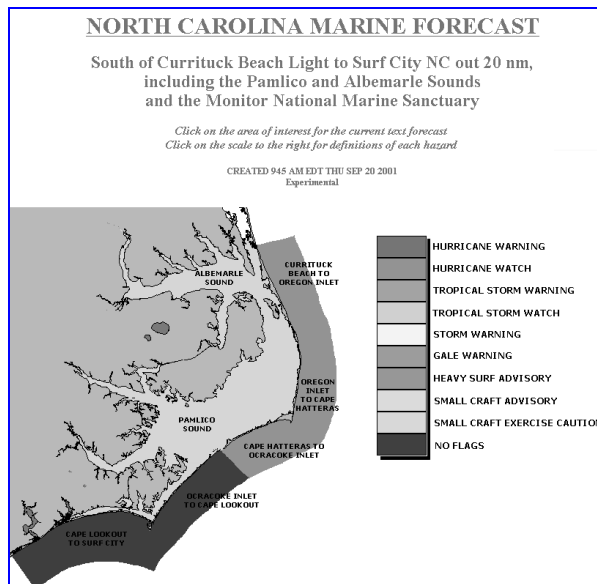 NORTH CAROLINA MARINE FORECAST
South of Currituck Beach Light to Surf City NC out 20 nm,
including the Pamlico and Albemarle Sounds
and the Monitor National Marine Sanctuary
Click on the area of interest for the current text forecast
Click on the scale to the right for definitions of each hazard
CREATED 945 AM EDT THU SEP 20 2001
Experimental
ALBEMARLE
SOUND
CURRITUCK
BEACH TO
OREGON INLET
OREGON
INLET
TO CAPE
HATTERAS
PAMLICO
SOUND
CAPE HATTERAS TO
OCRACOKE INLET
OCRACOKE INLET
TO CAPE LOOKOUT
CAPE LOOKOUT
TO SURF CITY
HURRICANE WARNING
HURRICANE WATCH
TROPICAL STORM WARNING
TROPICAL STORM WATCH
STORM WARNING
GALE WARNING
HEAVY SURF ADVISORY
SMALL CRAFT ADVISORY
SMALL CRAFT EXERCISE CAUTIO
NO FLAGS